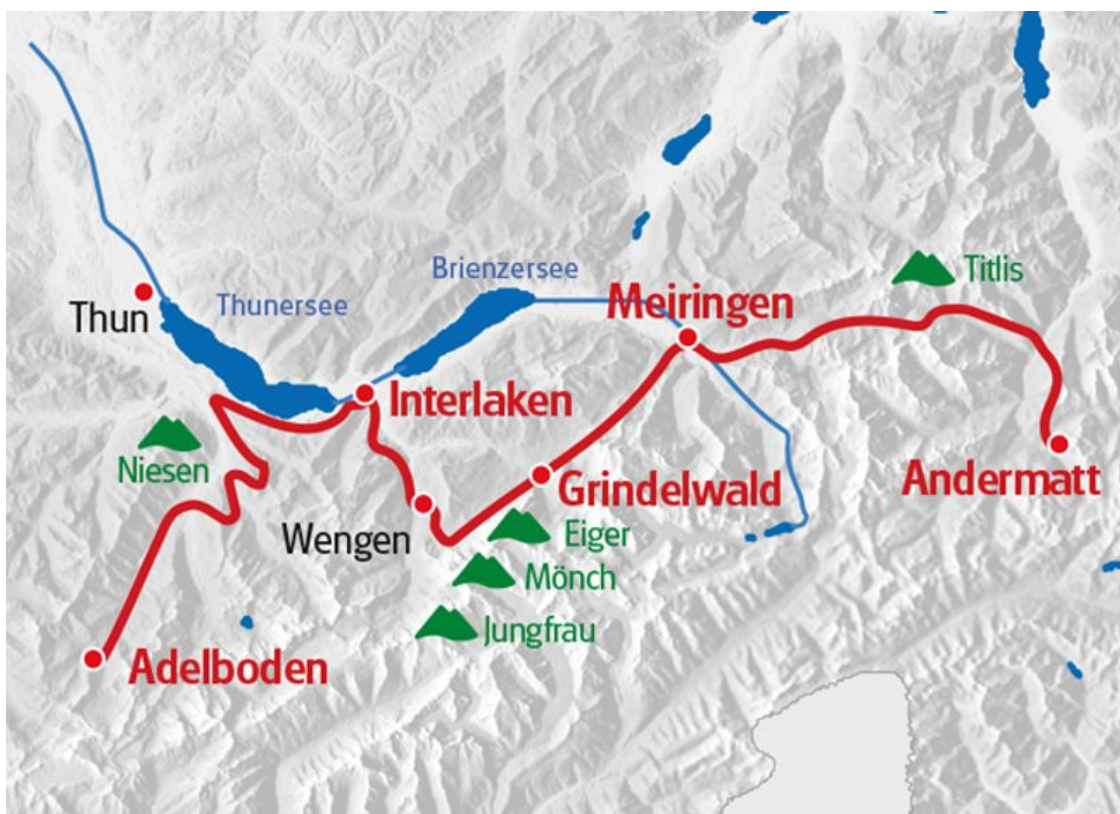 Brienzersee
Titlis
Thunersee
Meiringen
Thun
Interlaken
Niesen
Grindelwald
Andermatt
Wengen
Eiger
Mönch
Jungfrau
Adelboden